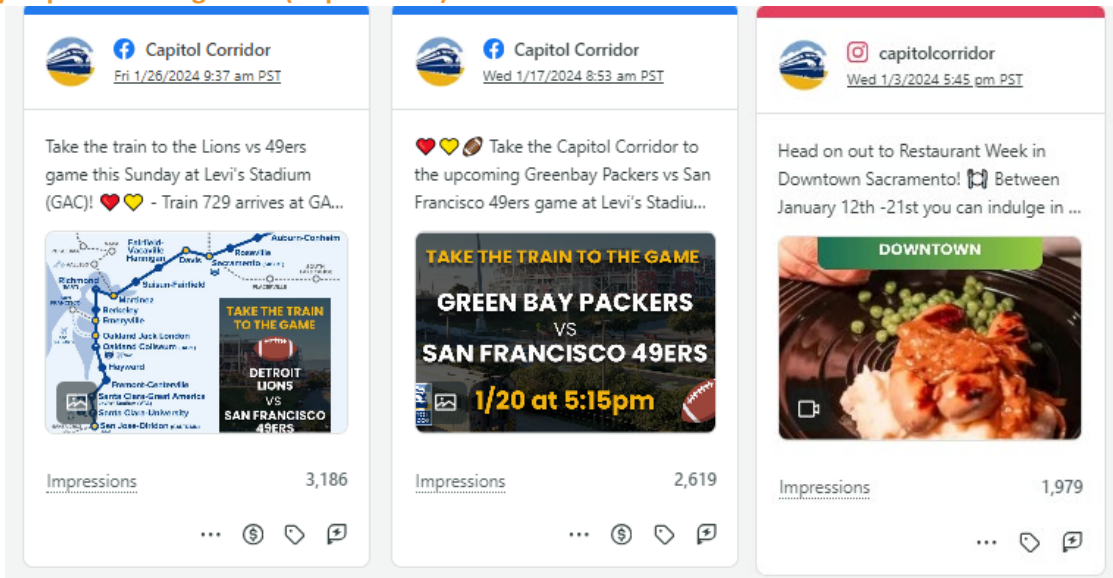 Capitol Corridor
Fri 1/26/2024 9:37 am PST
Take the train to the Lions vs 49ers
game this Sunday at Levi's Stadium
(GAC)! ❤️💛 - Train 729 arrives at GA...
Auburn-Conheim
Fairfield-
Vacaville
Hannigan
Davis
Roseville
Sacramento
Richmond
Suisun-Fairfield
Martinez
Berkeley
Emeryville
Oakland Jack London
Oakland Coliseum
Hayward
Fremont-Centerville
Santa Clara-Great America
Santa Clara-University
San Jose-Diridon
TAKE THE TRAIN
TO THE GAME
DETROIT
LIONS
VS
SAN FRANCISCO
49ERS
Impressions 3,186
Capitol Corridor
Wed 1/17/2024 8:53 am PST
❤️💛🏈 Take the Capitol Corridor to
the upcoming Greenbay Packers vs San
Francisco 49ers game at Levi's Stadiu...
TAKE THE TRAIN TO THE GAME
GREEN BAY PACKERS
VS
SAN FRANCISCO 49ERS
1/20 at 5:15pm
Impressions 2,619
capitolcorridor
Wed 1/3/2024 5:45 pm PST
Head on out to Restaurant Week in
Downtown Sacramento! 🍽️ Between
January 12th -21st you can indulge in ...
DOWNTOWN
Impressions 1,979